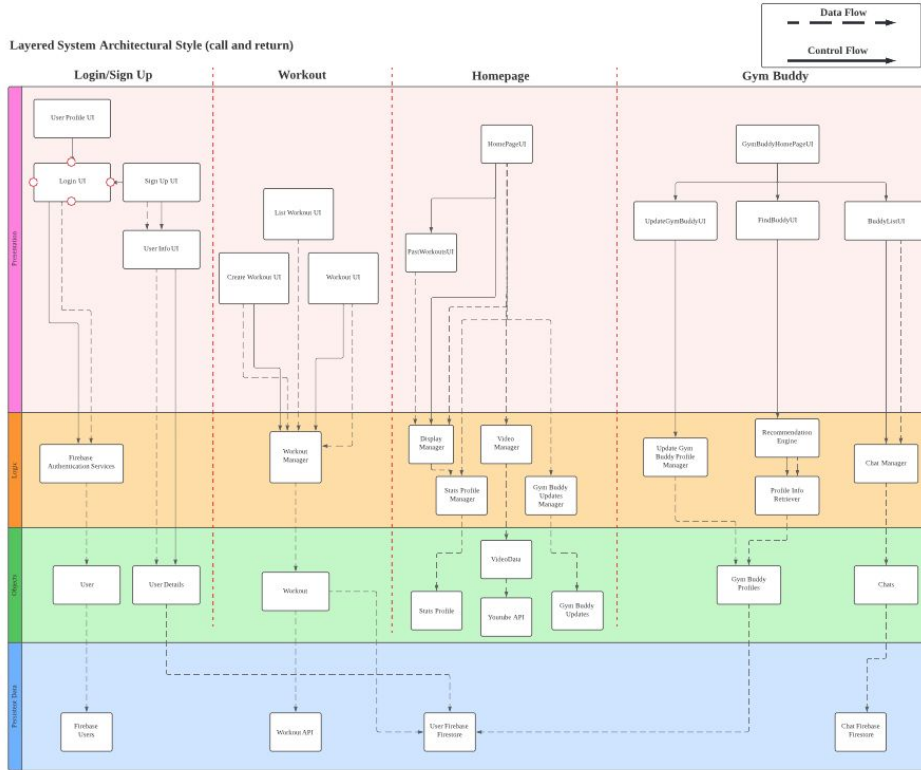 Data Flow
Control Flow
Layered System Architectural Style (call and return)
Login/Sign Up
Workout
Homepage
Gym Buddy
Presentation
User Profile UI
HomePageUI
GymBuddyHomePageUI
Login UI
Sign Up UI
List Workout UI
UpdateGymBuddyUI
FindBuddyUI
BuddyListUI
User Info UI
PastWorkoutsUI
Create Workout UI
Workout UI
Logic
Firebase
Authentication Services
Workout
Manager
Display
Manager
Video
Manager
Stats Profile
Manager
Gym Buddy
Updates
Manager
Update Gym
Buddy Profile
Manager
Recommendation
Engine
Profile Info
Retriever
Chat Manager
Objects
User
User Details
Workout
VideoData
Stats Profile
Youtube API
Gym Buddy
Updates
Gym Buddy
Profiles
Chats
Persistent Data
Firebase
Users
Workout API
User Firebase
Firestore
Chat Firebase
Firestore